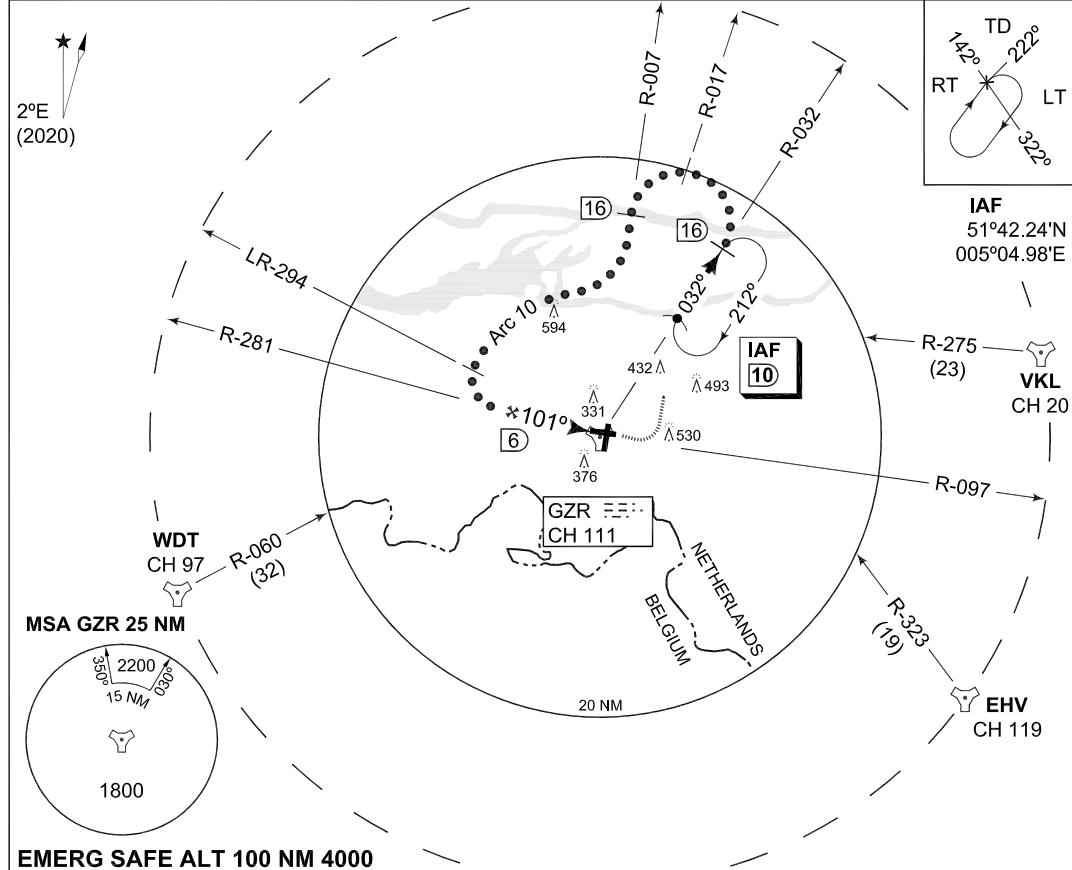 R-007
R-017
R-032
2ºE
(2020)
TD
142º
222º
RT
LT
322º
IAF
51º42.24'N
005º04.98'E
16
16
LR-294
032º
212º
Arc 10
594
R-281
IAF
10
432
493
R-275
(23)
VKL
CH 20
331
101º
6
530
376
R-097
GZR
CH 111
WDT
CH 97
R-060
(32)
NETHERLANDS
BELGIUM
R-323
(19)
MSA GZR 25 NM
350º
2200
030º
15 NM
1800
20 NM
EHV
CH 119
EMERG SAFE ALT 100 NM 4000